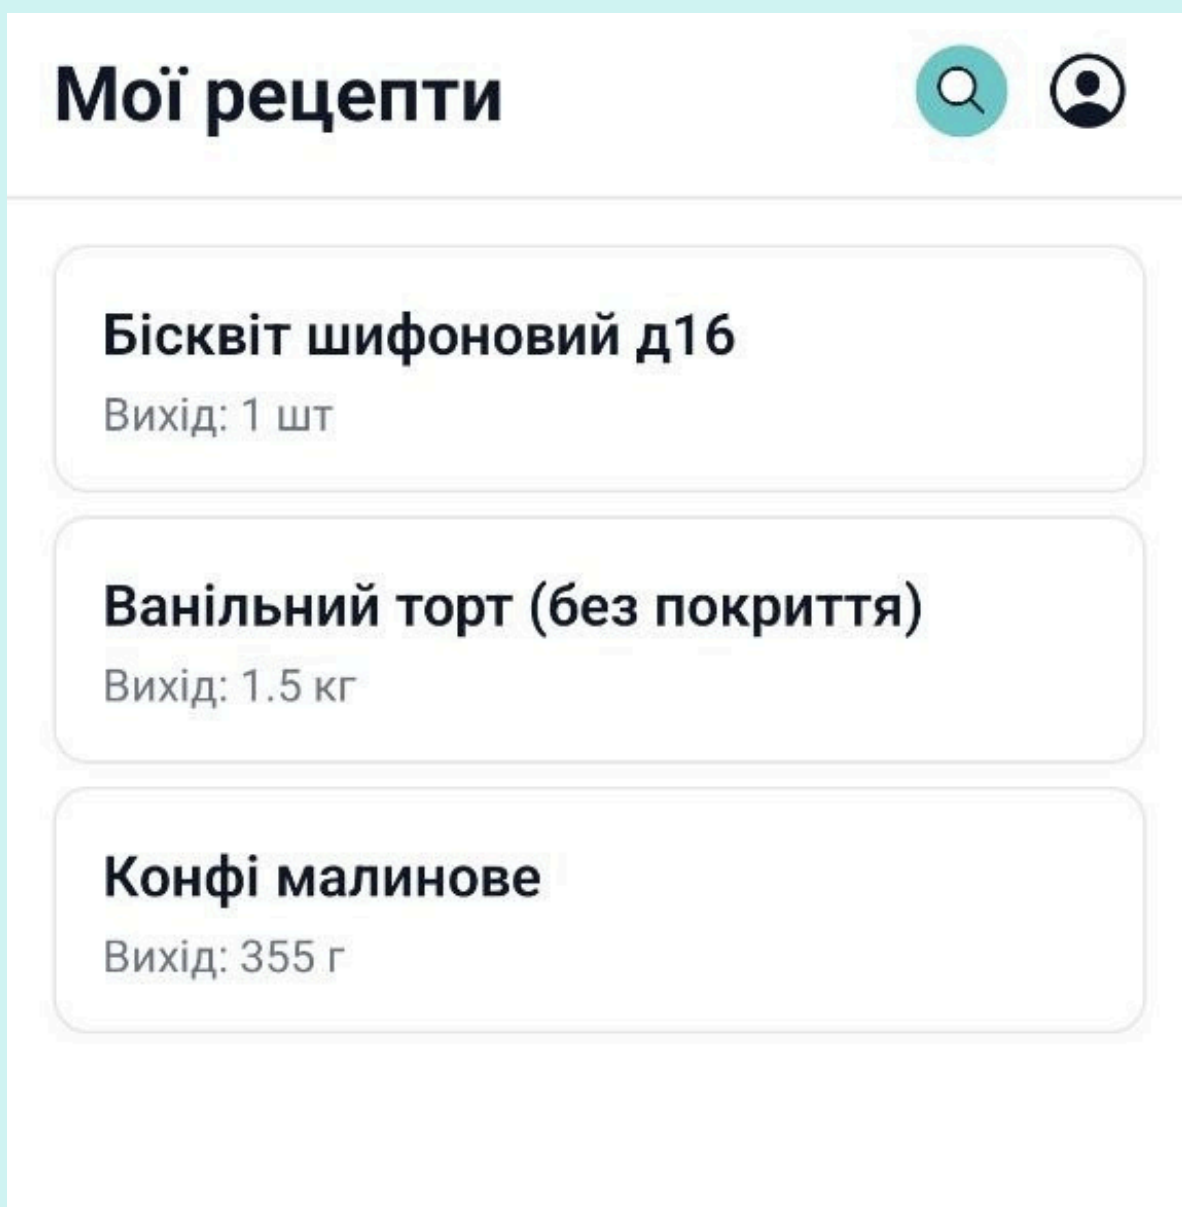 Мої рецепти
Бісквіт шифоновий д16
Вихід: 1 шт
Ванільний торт (без покриття)
Вихід: 1.5 кг
Конфі малинове
Вихід: 355 г